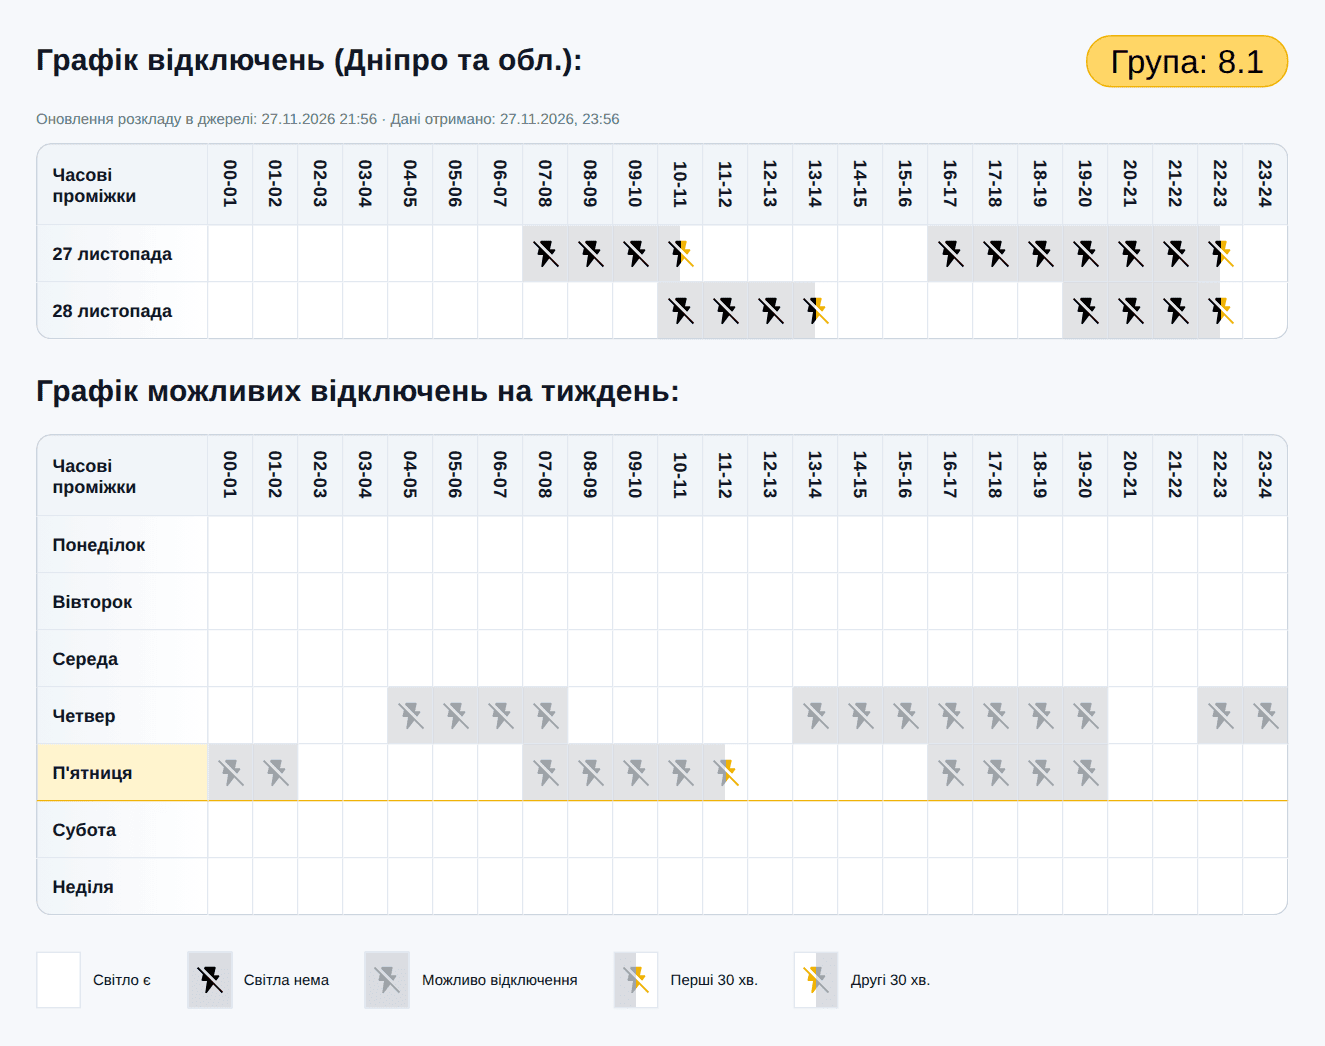 Графік відключень (Дніпро та обл.):
Група: 8.1
Оновлення розкладу в джерелі: 27.11.2026 21:56 · Дані отримано: 27.11.2026, 23:56
Часові
проміжки
00-01 01-02 02-03 03-04 04-05 05-06 06-07 07-08 08-09 09-10 10-11 11-12 12-13 13-14 14-15 15-16 16-17 17-18 18-19 19-20 20-21 21-22 22-23 23-24
27 листопада
28 листопада
Графік можливих відключень на тиждень:
Часові
проміжки
00-01 01-02 02-03 03-04 04-05 05-06 06-07 07-08 08-09 09-10 10-11 11-12 12-13 13-14 14-15 15-16 16-17 17-18 18-19 19-20 20-21 21-22 22-23 23-24
Понеділок
Вівторок
Середа
Четвер
П'ятниця
Субота
Неділя
Світло є
Світла нема
Можливо відключення
Перші 30 хв.
Другі 30 хв.